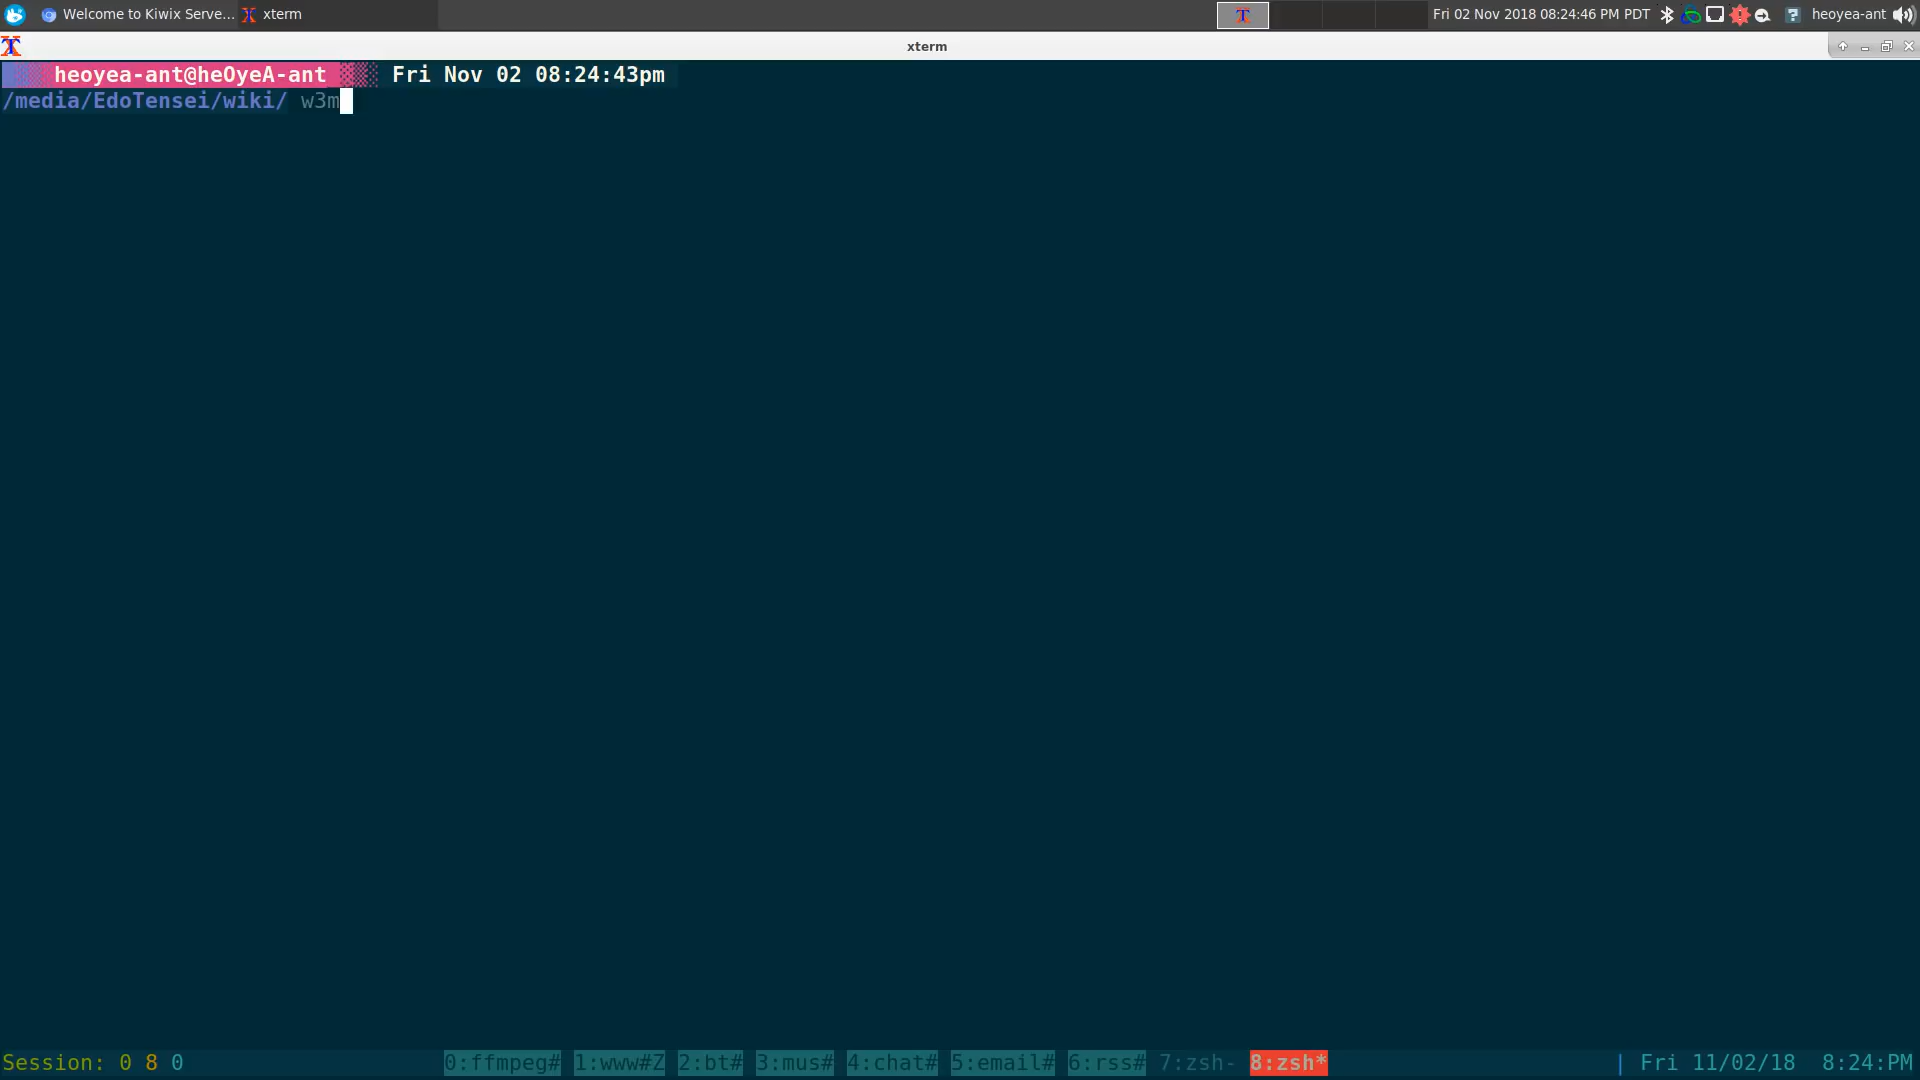 Welcome to Kiwix Serve... xterm Fri 02 Nov 2018 08:24:46 PM PDT heoyea-ant
xterm
heoyea-ant@heOyeA-ant Fri Nov 02 08:24:43pm
/media/EdoTensei/wiki/ w3m
Session: 0 8 0 0:ffmpeg# 1:www#Z 2:bt# 3:mus# 4:chat# 5:email# 6:rss# 7:zsh- 8:zsh* | Fri 11/02/18 8:24:PM